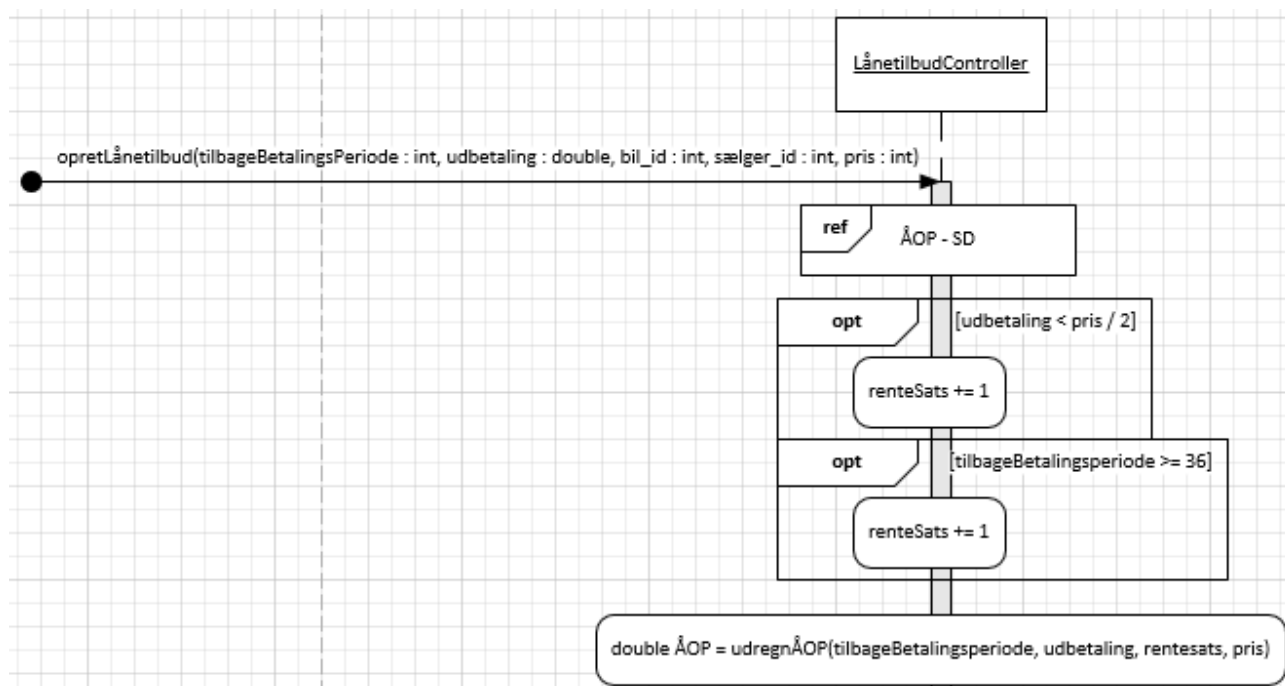 LånetilbudController
opretLånetilbud(tilbageBetalingsPeriode : int, udbetaling : double, bil_id : int, sælger_id : int, pris : int)
ref
ÅOP - SD
opt
[udbetaling < pris / 2]
renteSats += 1
opt
[tilbageBetalingsperiode >= 36]
renteSats += 1
double ÅOP = udregnÅOP(tilbageBetalingsperiode, udbetaling, rentesats, pris)